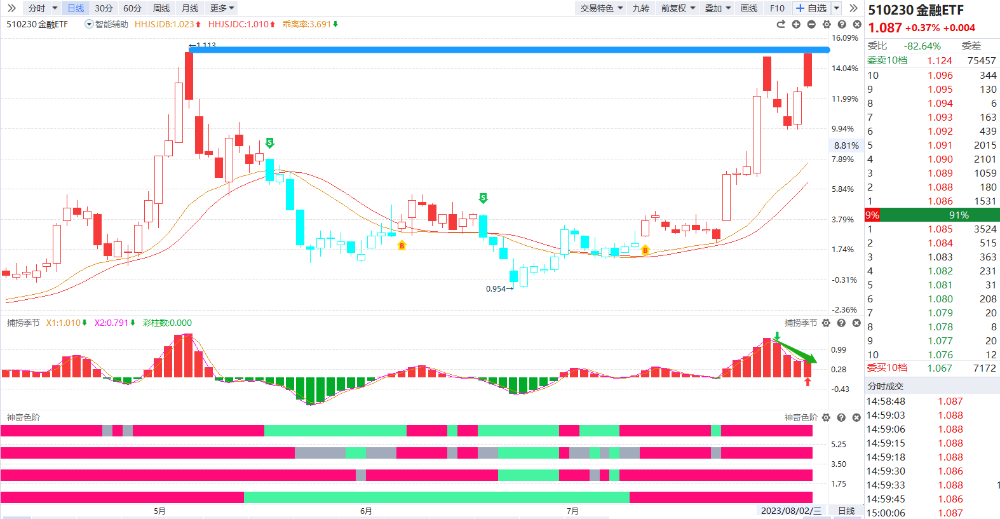 分时 日线 30分 60分 周线 月线 更多 交易特色 九转 前复权 叠加 画线 F10 自选
510230 金融ETF 智能辅助 HHJSJDB:1.023 HHJSJDC:1.010 乖离率:3.691
←1.113
16.09%
14.04%
11.99%
9.94%
8.81%
7.89%
5.84%
3.79%
1.74%
-0.31%
-2.36%
S
S
B
B
0.954→
捕捞季节 X1:1.010 X2:0.791 彩柱数:0.000 捕捞季节
0.99
0.28
-0.43
神奇色阶 神奇色阶
5.25
3.50
1.75
5月 6月 7月 2023/08/02/三 日线
510230 金融ETF
1.087 +0.37% +0.004
委比 -82.64% 委差
委卖10档 1.124 75457
10 1.096 344
9 1.095 130
8 1.094 6
7 1.093 163
6 1.092 439
5 1.091 2015
4 1.090 2101
3 1.089 1059
2 1.088 180
1 1.086 1531
9% 91%
1 1.085 3524
2 1.084 515
3 1.083 363
4 1.082 231
5 1.081 31
6 1.080 208
7 1.079 20
8 1.078 8
9 1.077 20
10 1.076 12
委买10档 1.067 7172
分时成交
14:58:48 1.087
14:59:03 1.088
14:59:06 1.088
14:59:15 1.088
14:59:18 1.088
14:59:30 1.086
14:59:33 1.088 1
14:59:45 1.086
15:00:06 1.087